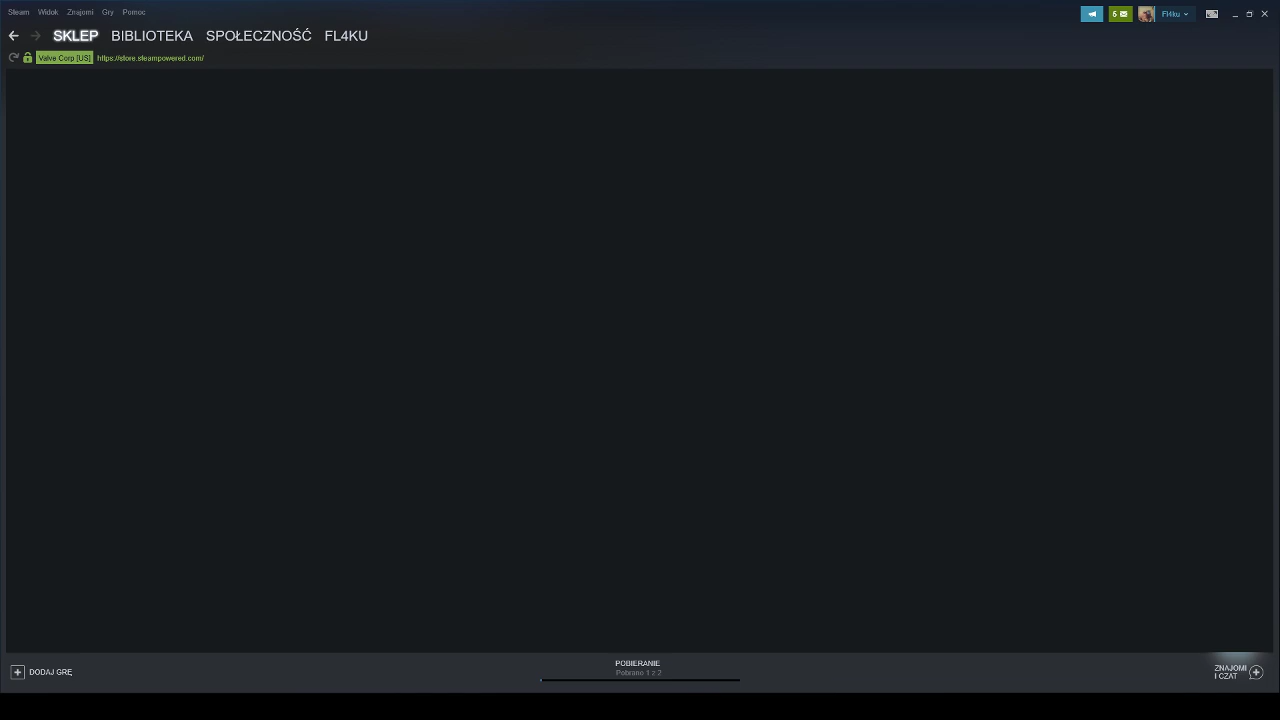 Steam Widok Znajomi Gry Pomoc
5 Fl4ku
SKLEP BIBLIOTEKA SPOŁECZNOŚĆ FL4KU
Valve Corp [US] https://store.steampowered.com/
DODAJ GRĘ
POBIERANIE
Pobrano 1 z 2
ZNAJOMI
I CZAT